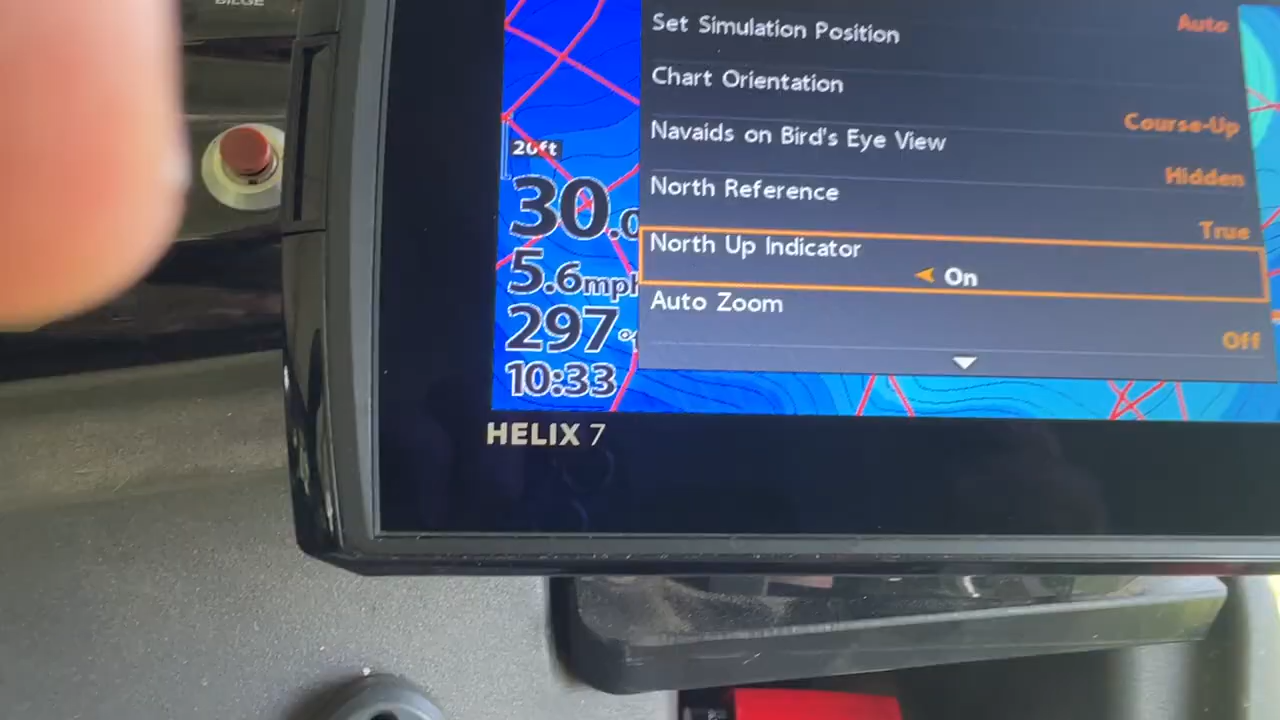 BILGE
Set Simulation Position
Auto
Chart Orientation
Course-Up
Navaids on Bird's Eye View
Hidden
North Reference
True
North Up Indicator
On
Auto Zoom
Off
20ft
30.0
5.6mph
297°
10:33
HELIX 7